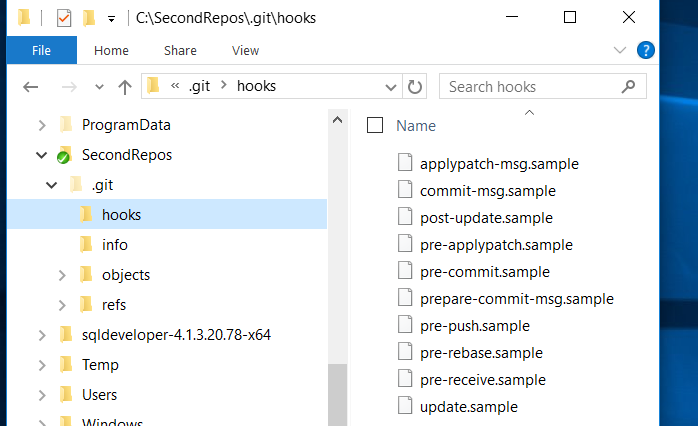 C:\SecondRepos\.git\hooks
File Home Share View
« .git > hooks Search hooks
ProgramData
SecondRepos
.git
hooks
info
objects
refs
sqldeveloper-4.1.3.20.78-x64
Temp
Users
Windows
Name
applypatch-msg.sample
commit-msg.sample
post-update.sample
pre-applypatch.sample
pre-commit.sample
prepare-commit-msg.sample
pre-push.sample
pre-rebase.sample
pre-receive.sample
update.sample